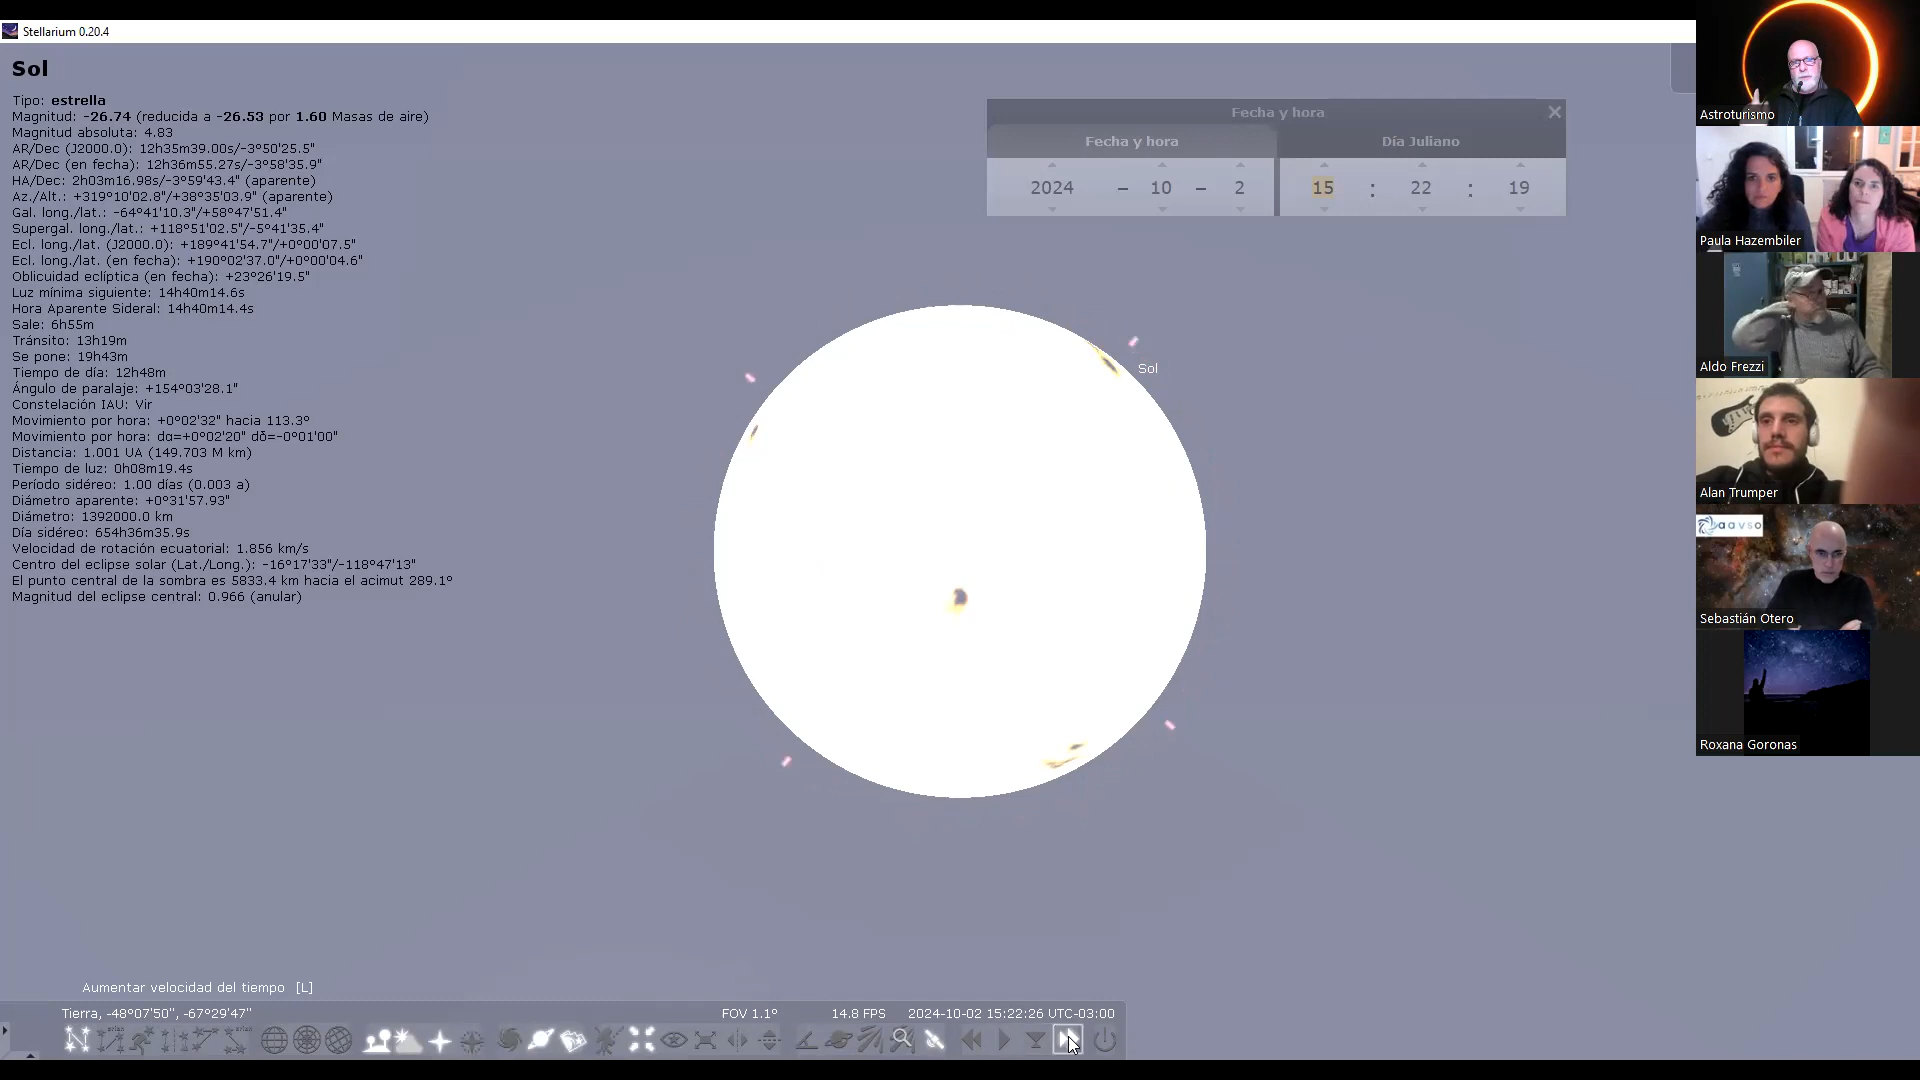 Stellarium 0.20.4
Sol
Tipo: estrella
Magnitud: -26.74 (reducida a -26.53 por 1.60 Masas de aire)
Magnitud absoluta: 4.83
AR/Dec (J2000.0): 12h35m39.00s/-3°50'25.5"
AR/Dec (en fecha): 12h36m55.27s/-3°58'35.9"
HA/Dec: 2h03m16.98s/-3°59'43.4" (aparente)
Az./Alt.: +319°10'02.8"/+38°35'03.9" (aparente)
Gal. long./lat.: -64°41'10.3"/+58°47'51.4"
Supergal. long./lat.: +118°51'02.5"/-5°41'35.4"
Ecl. long./lat. (J2000.0): +189°41'54.7"/+0°00'07.5"
Ecl. long./lat. (en fecha): +190°02'37.0"/+0°00'04.6"
Oblicuidad eclíptica (en fecha): +23°26'19.5"
Luz mínima siguiente: 14h40m14.6s
Hora Aparente Sideral: 14h40m14.4s
Sale: 6h55m
Tránsito: 13h19m
Se pone: 19h43m
Tiempo de día: 12h48m
Ángulo de paralaje: +154°03'28.1"
Constelación IAU: Vir
Movimiento por hora: +0°02'32" hacia 113.3°
Movimiento por hora: dα=+0°02'20" dδ=-0°01'00"
Distancia: 1.001 UA (149.703 M km)
Tiempo de luz: 0h08m19.4s
Período sidéreo: 1.00 días (0.003 a)
Diámetro aparente: +0°31'57.93"
Diámetro: 1392000.0 km
Día sidéreo: 654h36m35.9s
Velocidad de rotación ecuatorial: 1.856 km/s
Centro del eclipse solar (Lat./Long.): -16°17'33"/-118°47'13"
El punto central de la sombra es 5833.4 km hacia el acimut 289.1°
Magnitud del eclipse central: 0.966 (anular)
Fecha y hora
Fecha y hora Día Juliano
2024 - 10 - 2 15 : 22 : 19
Sol
Astroturismo
Paula Hazembiler
Aldo Frezzi
Alan Trumper
aavso
Sebastián Otero
Roxana Goronas
Aumentar velocidad del tiempo [L]
Tierra, -48°07'50", -67°29'47" FOV 1.1° 14.8 FPS 2024-10-02 15:22:26 UTC-03:00